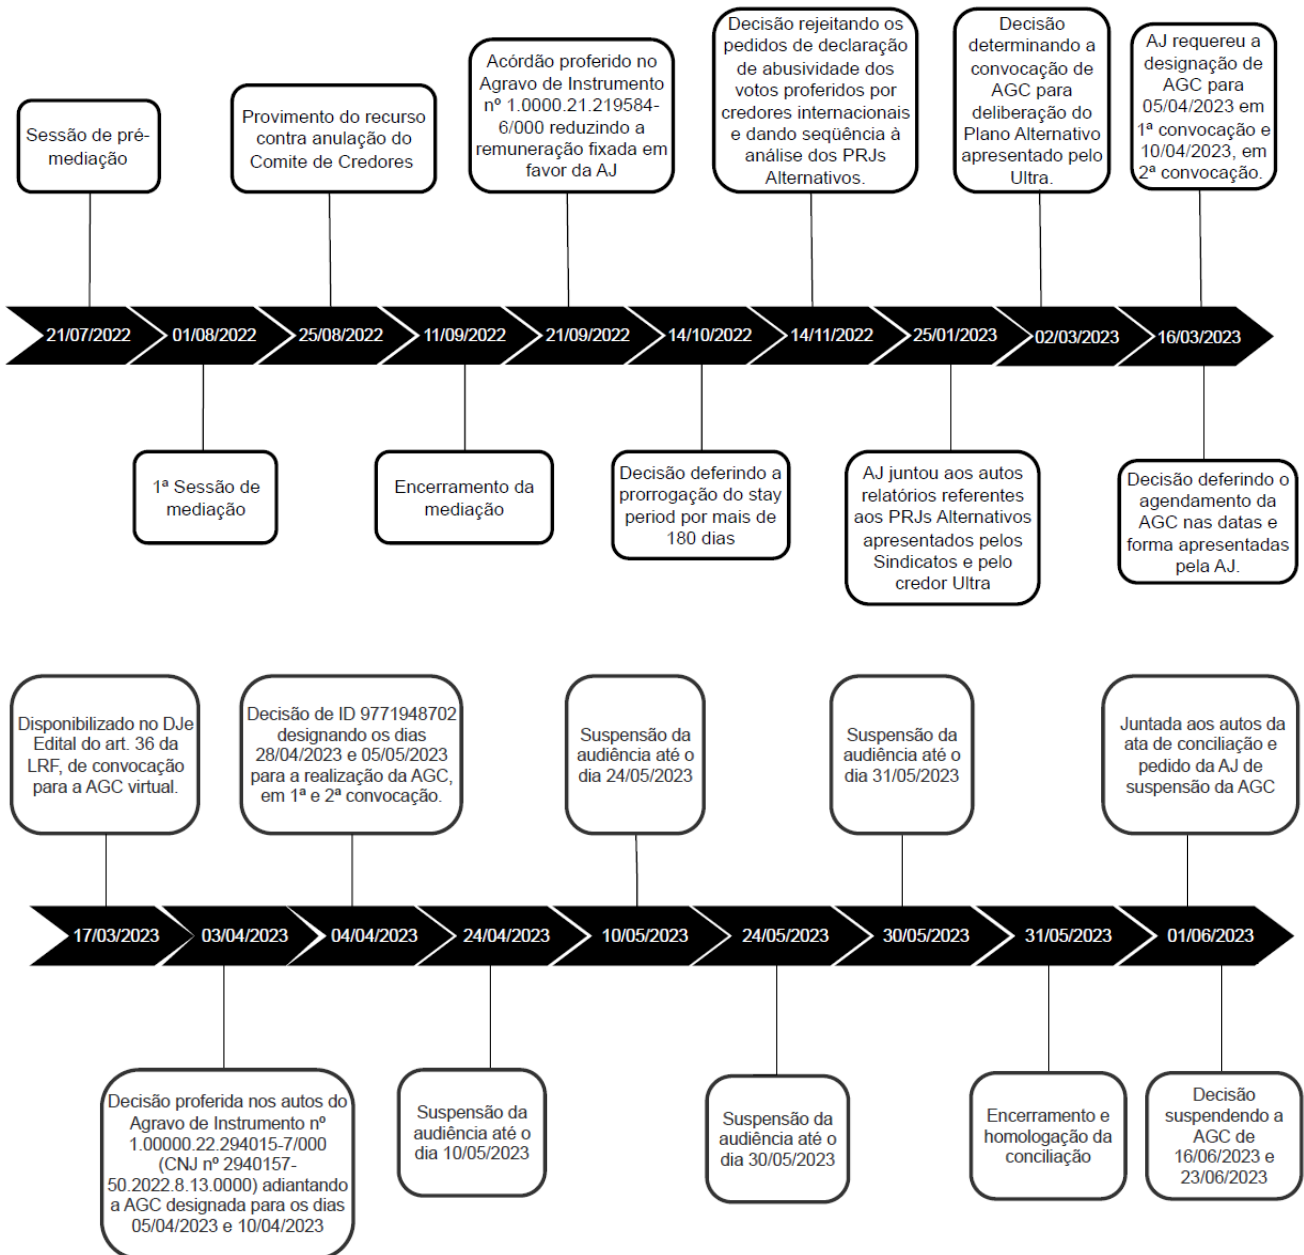 Sessão de pré-
mediação
Provimento do recurso
contra anulação do
Comite de Credores
Acórdão proferido no
Agravo de Instrumento
nº 1.0000.21.219584-
6/000 reduzindo a
remuneração fixada em
favor da AJ
Decisão rejeitando os
pedidos de declaração
de abusividade dos
votos proferidos por
credores internacionais
e dando seqüência à
análise dos PRJs
Alternativos.
Decisão
determinando a
convocação de
AGC para
deliberação do
Plano Alternativo
apresentado pelo
Ultra.
AJ requereu a
designação de
AGC para
05/04/2023 em
1ª convocação e
10/04/2023, em
2ª convocação.
21/07/2022
01/08/2022
25/08/2022
11/09/2022
21/09/2022
14/10/2022
14/11/2022
25/01/2023
02/03/2023
16/03/2023
1ª Sessão de
mediação
Encerramento da
mediação
Decisão deferindo a
prorrogação do stay
period por mais de
180 dias
AJ juntou aos autos
relatórios referentes
aos PRJs Alternativos
apresentados pelos
Sindicatos e pelo
credor Ultra
Decisão deferindo o
agendamento da
AGC nas datas e
forma apresentadas
pela AJ.
Disponibilizado no DJe
Edital do art. 36 da
LRF, de convocação
para a AGC virtual.
Decisão de ID 9771948702
designando os dias
28/04/2023 e 05/05/2023
para a realização da AGC,
em 1ª e 2ª convocação.
Suspensão da
audiência até o
dia 24/05/2023
Suspensão da
audiência até o
dia 31/05/2023
Juntada aos autos da
ata de conciliação e
pedido da AJ de
suspensão da AGC
17/03/2023
03/04/2023
04/04/2023
24/04/2023
10/05/2023
24/05/2023
30/05/2023
31/05/2023
01/06/2023
Decisão proferida nos autos do
Agravo de Instrumento nº
1.00000.22.294015-7/000
(CNJ nº 2940157-
50.2022.8.13.0000) adiantando
a AGC designada para os dias
05/04/2023 e 10/04/2023
Suspensão da
audiência até o
dia 10/05/2023
Suspensão da
audiência até o
dia 30/05/2023
Encerramento e
homologação da
conciliação
Decisão
suspendendo a
AGC de
16/06/2023 e
23/06/2023